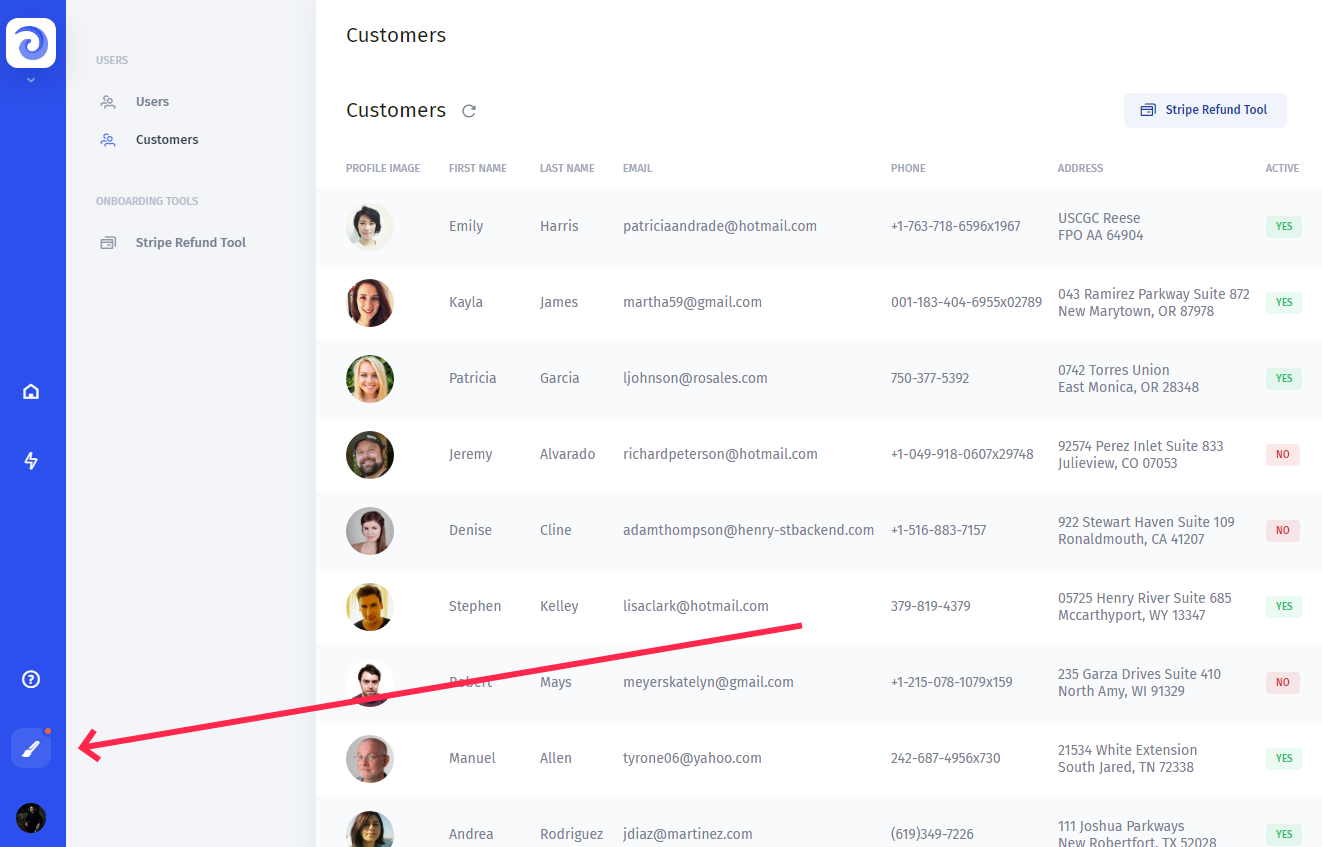 Customers
USERS
Users
Customers
ONBOARDING TOOLS
Stripe Refund Tool
Customers
Stripe Refund Tool
PROFILE IMAGE FIRST NAME LAST NAME EMAIL PHONE ADDRESS ACTIVE
Emily Harris patriciaandrade@hotmail.com +1-763-718-6596x1967 USCGC Reese YES
FPO AA 64904
Kayla James martha59@gmail.com 001-183-404-6955x02789 043 Ramirez Parkway Suite 872 YES
New Marytown, OR 87978
Patricia Garcia ljohnson@rosales.com 750-377-5392 0742 Torres Union YES
East Monica, OR 28348
Jeremy Alvarado richardpeterson@hotmail.com +1-049-918-0607x29748 92574 Perez Inlet Suite 833 NO
Julieview, CO 07053
Denise Cline adamthompson@henry-stbackend.com +1-516-883-7157 922 Stewart Haven Suite 109 NO
Ronaldmouth, CA 41207
Stephen Kelley lisaclark@hotmail.com 379-819-4379 05725 Henry River Suite 685 YES
Mccarthyport, WY 13347
Robert Mays meyerskatelyn@gmail.com +1-215-078-1079x159 235 Garza Drives Suite 410 NO
North Amy, WI 91329
Manuel Allen tyrone06@yahoo.com 242-687-4956x730 21534 White Extension YES
South Jared, TN 72338
Andrea Rodriguez jdiaz@martinez.com (619)349-7226 111 Joshua Parkways YES
New Robertfort, TX 52028